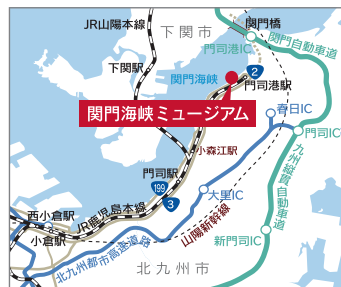 下関市
JR山陽本線
関門橋
門司港IC
関門自動車道
下関駅
関門海峡
2
門司港駅
関門海峡ミュージアム
春日IC
門司IC
小森江駅
門司駅
199
3
大里IC
九州縦貫自動車道
西小倉駅
JR鹿児島本線
山陽新幹線
小倉駅
新門司IC
北九州都市高速道路
北九州市